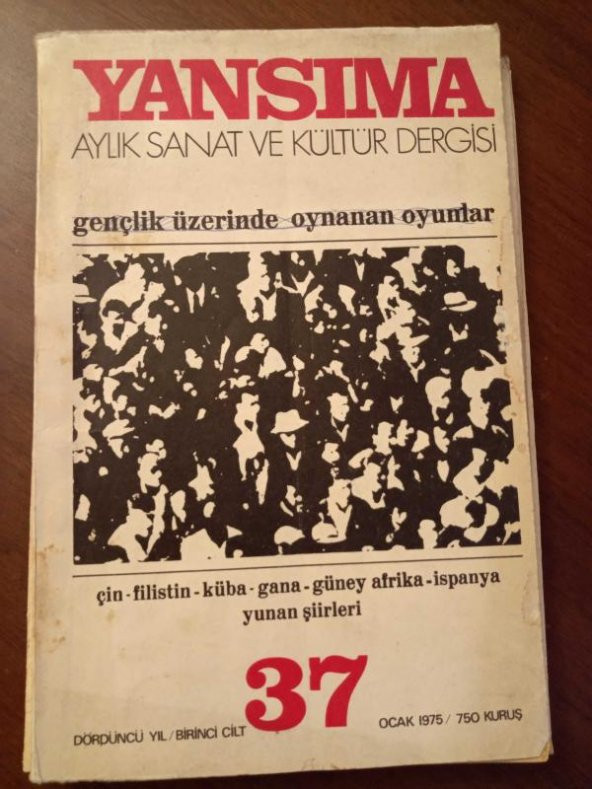 YANSIMA
AYLIK SANAT VE KÜLTÜR DERGİSİ
gençlik üzerinde oynanan oyunlar
çin-filistin-küba-gana-güney afrika-ispanya
yunan şiirleri
DÖRDÜNCÜ YIL/BİRİNCİ CİLT 37 OCAK 1975/ 750 KURUŞ